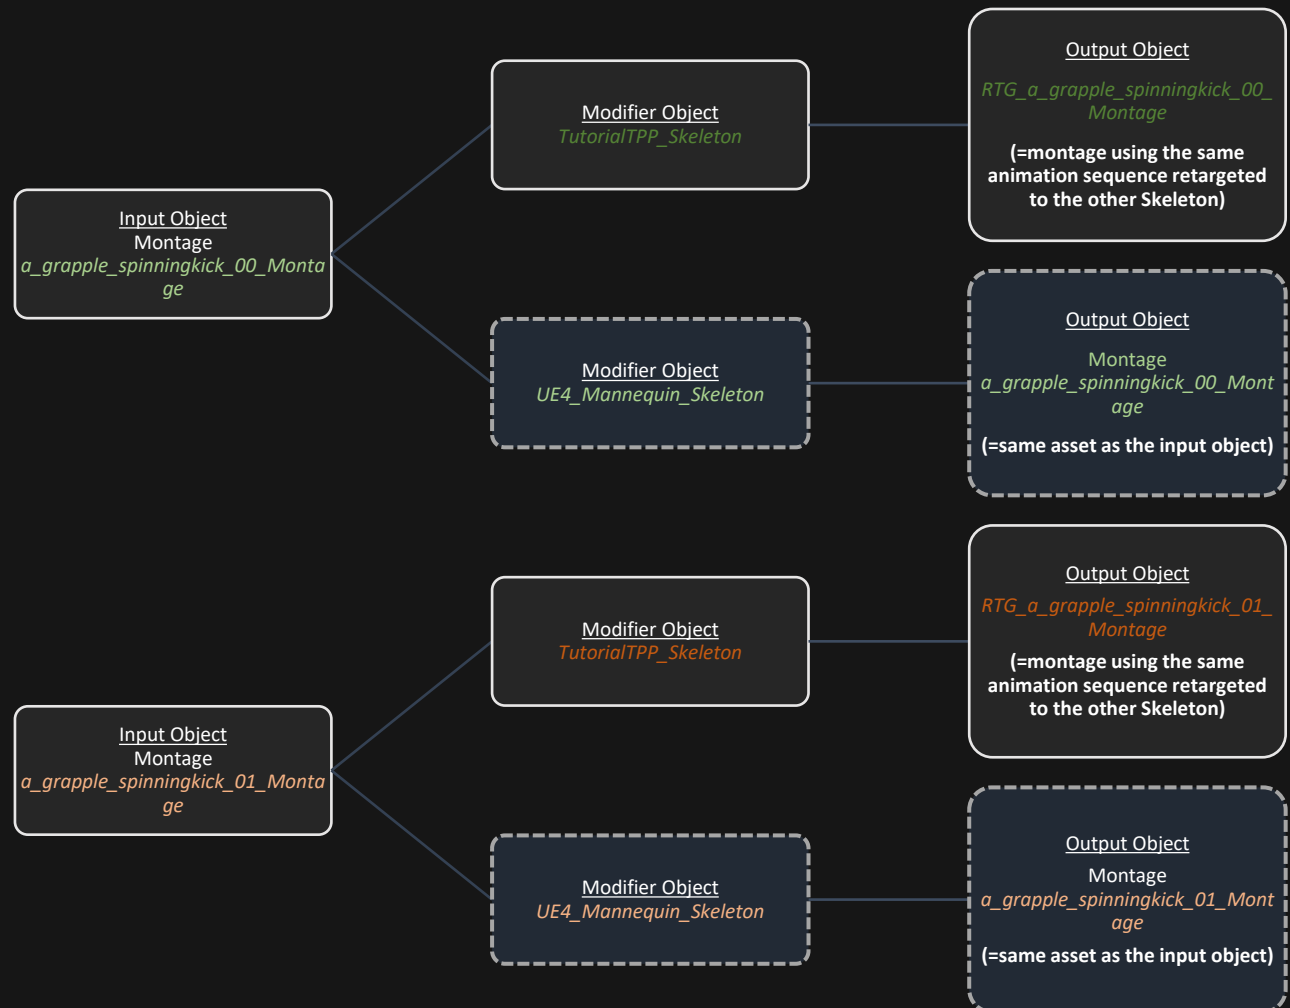 Input Object
Montage
a_grapple_spinningkick_00_Monta
ge
Modifier Object
TutorialTPP_Skeleton
Output Object
RTG_a_grapple_spinningkick_00_
Montage
(=montage using the same
animation sequence retargeted
to the other Skeleton)
Modifier Object
UE4_Mannequin_Skeleton
Output Object
Montage
a_grapple_spinningkick_00_Mont
age
(=same asset as the input object)
Input Object
Montage
a_grapple_spinningkick_01_Monta
ge
Modifier Object
TutorialTPP_Skeleton
Output Object
RTG_a_grapple_spinningkick_01_
Montage
(=montage using the same
animation sequence retargeted
to the other Skeleton)
Modifier Object
UE4_Mannequin_Skeleton
Output Object
Montage
a_grapple_spinningkick_01_Mont
age
(=same asset as the input object)